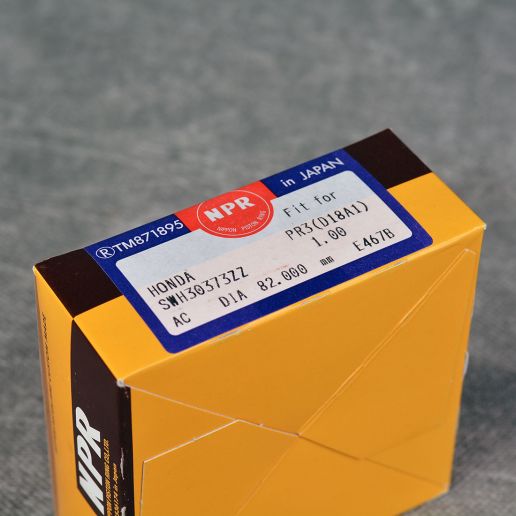 ®TM871895
NPR
NIPPON PISTON RING
in JAPAN
HONDA
Fit for
SWH30373ZZ
PR3(D18A1)
1.00
AC DIA 82.000 mm E467B
NPR